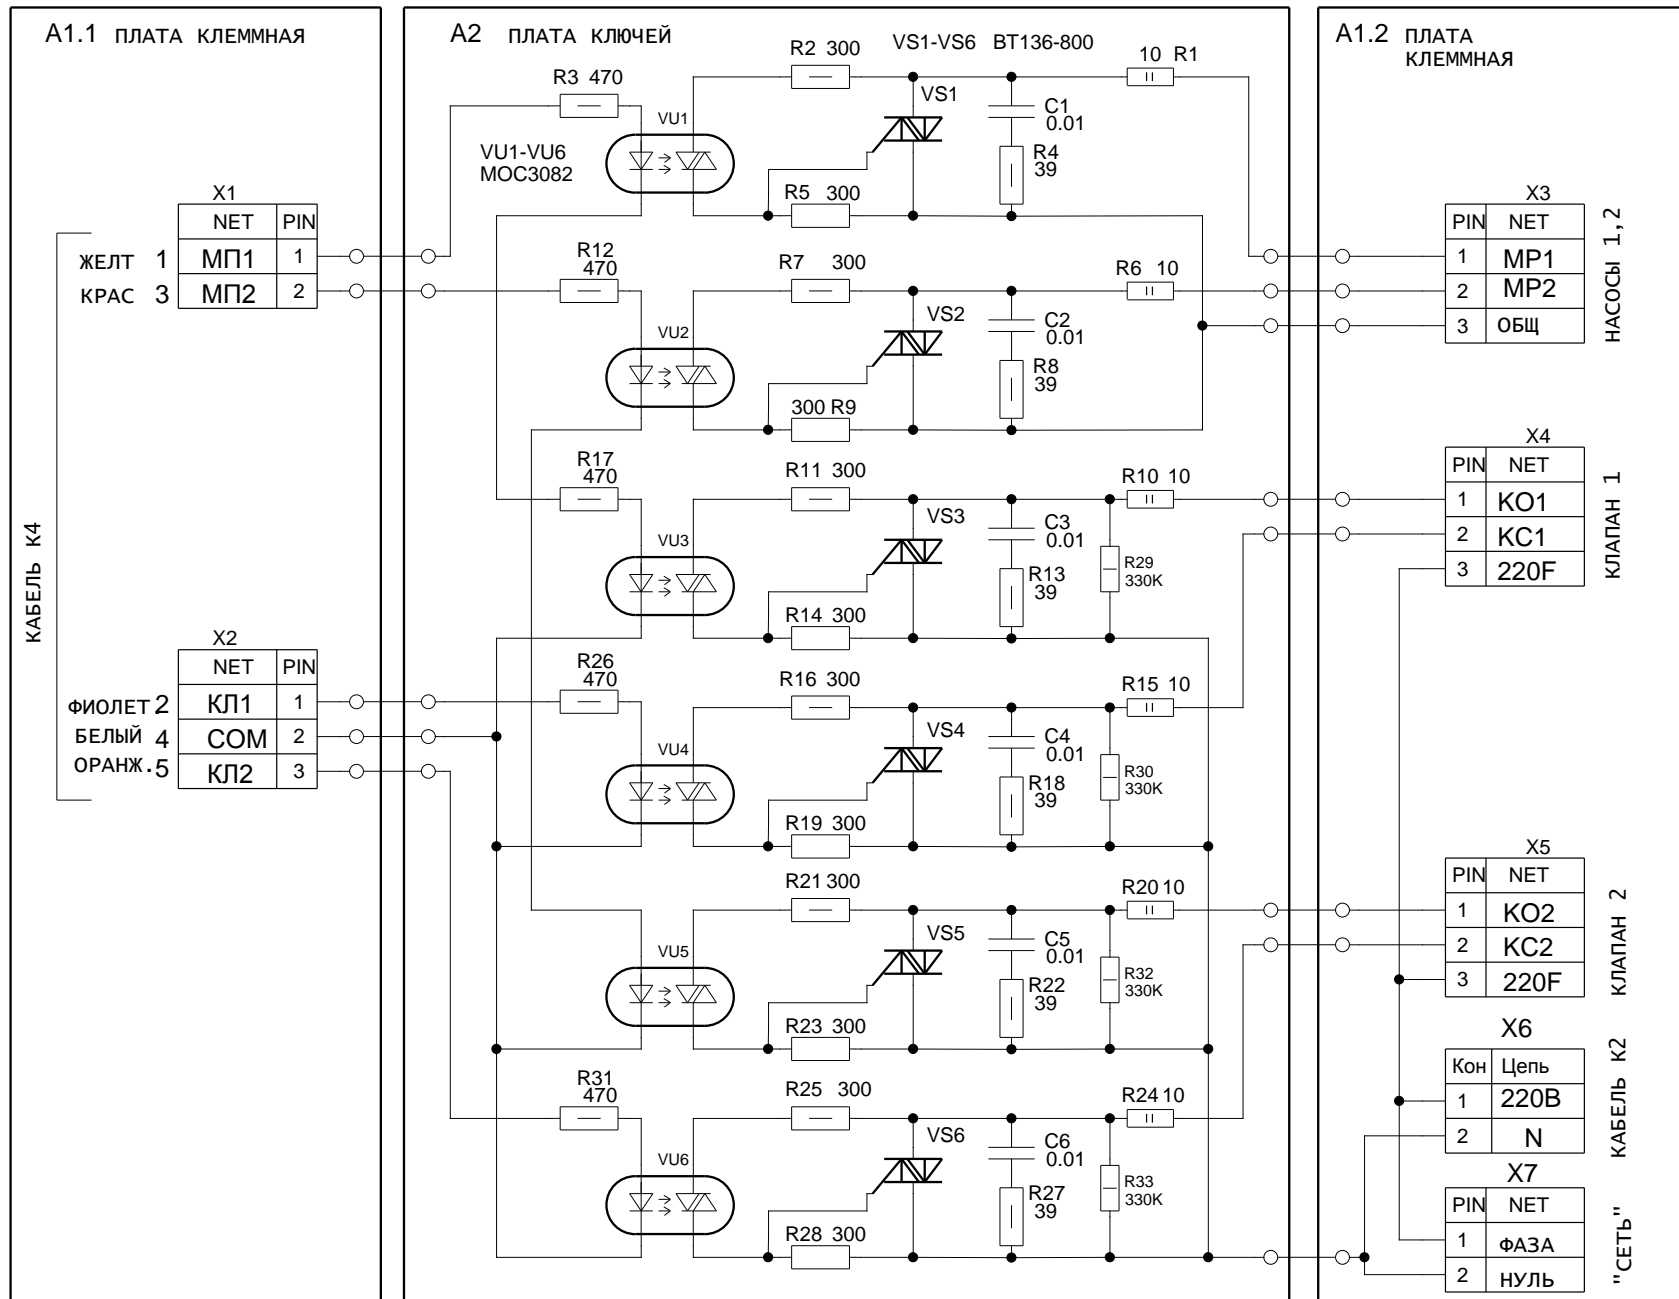 A1.1 ПЛАТА КЛЕММНАЯ
A2 ПЛАТА КЛЮЧЕЙ
A1.2 ПЛАТА
КЛЕММНАЯ
VS1-VS6 BT136-800
R2 300
10 R1
R3 470
VS1
C1
0.01
VU1
VU1-VU6
MOC3082
R4
39
R5 300
X1
NET PIN
МП1 1
МП2 2
ЖЕЛТ 1
КРАС 3
КАБЕЛЬ К4
X2
NET PIN
КЛ1 1
COM 2
КЛ2 3
ФИОЛЕТ 2
БЕЛЫЙ 4
ОРАНЖ. 5
R12
470
R7 300
R6 10
VS2
C2
0.01
VU2
R8
39
300 R9
R17
470
R11 300
R10 10
VS3
C3
0.01
VU3
R13
39
R29
330K
R14 300
R26
470
R16 300
R15 10
VS4
C4
0.01
VU4
R18
39
R30
330K
R19 300
R21 300
R20 10
VS5
C5
0.01
VU5
R22
39
R32
330K
R23 300
R31
470
R25 300
R24 10
VS6
C6
0.01
VU6
R27
39
R33
330K
R28 300
X3
PIN NET
1 MP1
2 MP2
3 ОБЩ
НАСОСЫ 1,2
X4
PIN NET
1 KO1
2 KC1
3 220F
КЛАПАН 1
X5
PIN NET
1 KO2
2 KC2
3 220F
КЛАПАН 2
X6
Кон Цепь
1 220В
2 N
КАБЕЛЬ К2
X7
PIN NET
1 ФАЗА
2 НУЛЬ
"СЕТЬ"